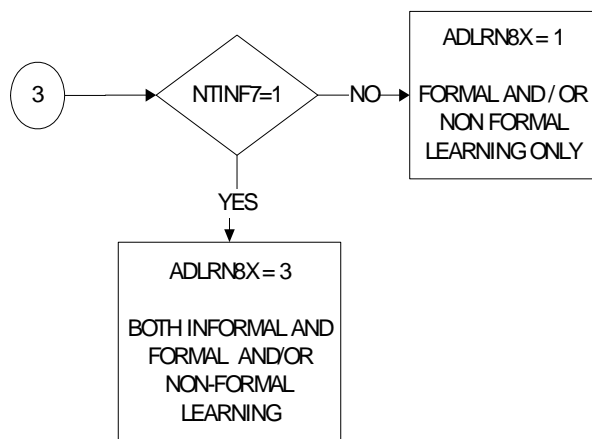 3
NTINF7=1
NO
ADLRN8X = 1
FORMAL AND / OR
NON FORMAL
LEARNING ONLY
YES
ADLRN8X = 3
BOTH INFORMAL AND
FORMAL AND/OR
NON-FORMAL
LEARNING